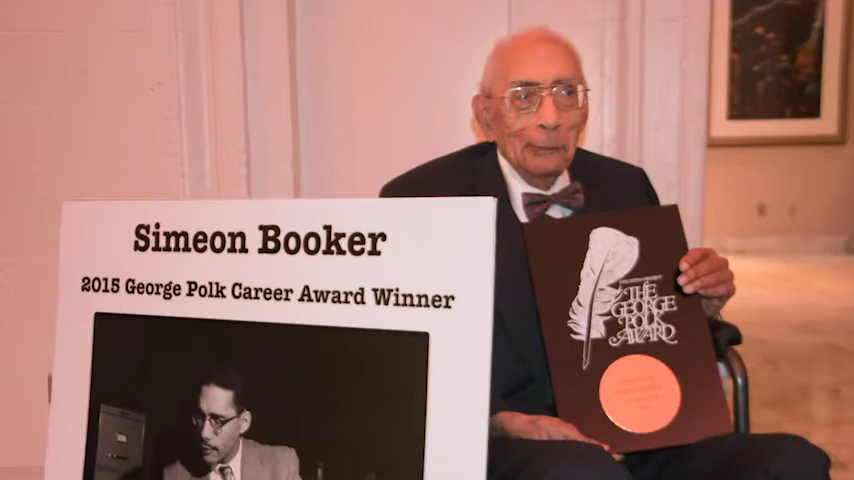 Simeon Booker
2015 George Polk Career Award Winner
THE
GEORGE
POLK
AWARD